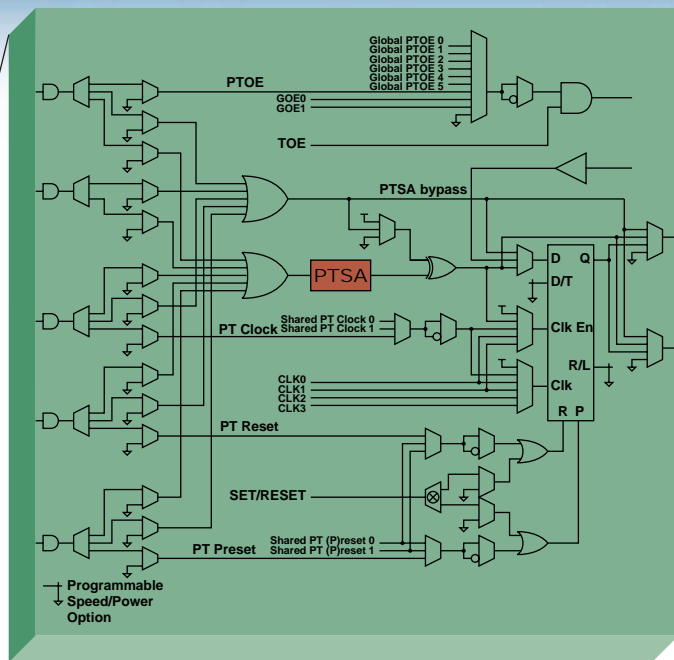 Global PTOE 0
Global PTOE 1
Global PTOE 2
Global PTOE 3
Global PTOE 4
Global PTOE 5
PTOE
GOE0
GOE1
TOE
PTSA bypass
PTSA
D Q
D/T
Shared PT Clock 0
Shared PT Clock 1
PT Clock
Clk En
R/L
CLK0
CLK1
CLK2
CLK3
Clk
R P
PT Reset
SET/RESET
Shared PT (P)reset 0
Shared PT (P)reset 1
PT Preset
Programmable
Speed/Power
Option